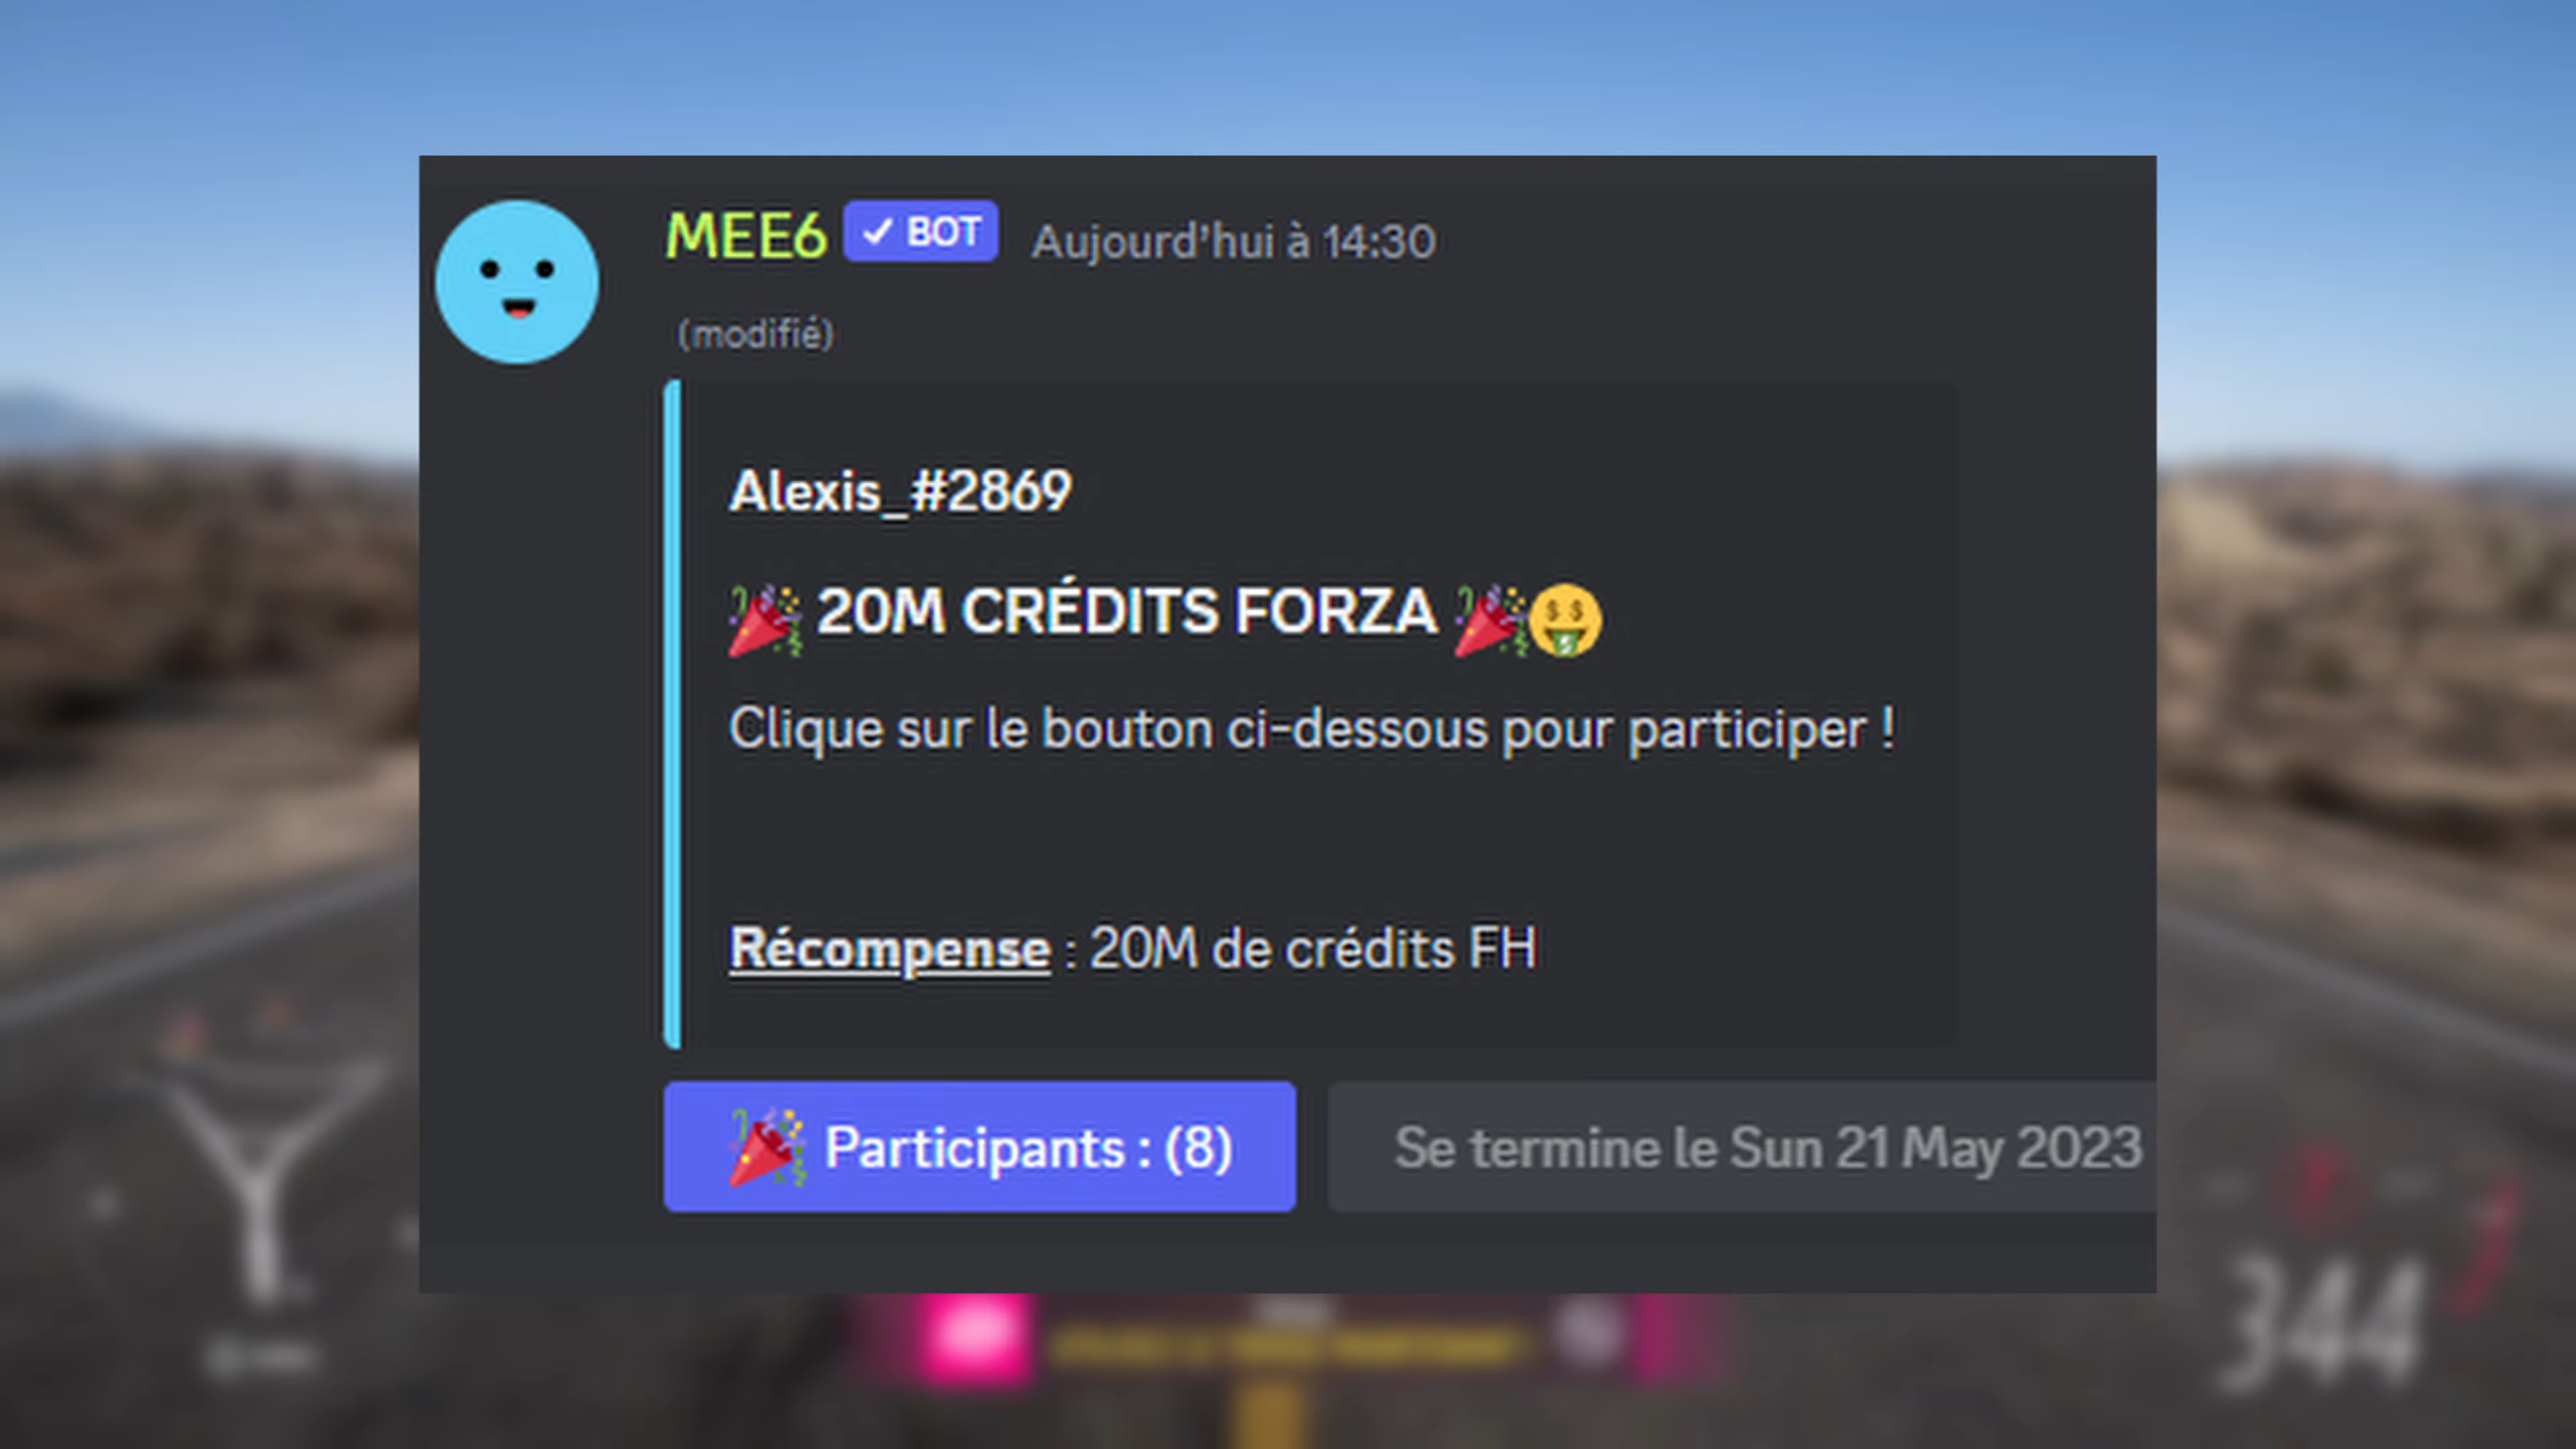 MEE6 ✓ BOT Aujourd'hui à 14:30
(modifié)
Alexis_#2869
🎉 20M CRÉDITS FORZA 🎉🤑
Clique sur le bouton ci-dessous pour participer !
Récompense : 20M de crédits FH
🎉 Participants : (8) Se termine le Sun 21 May 2023
344